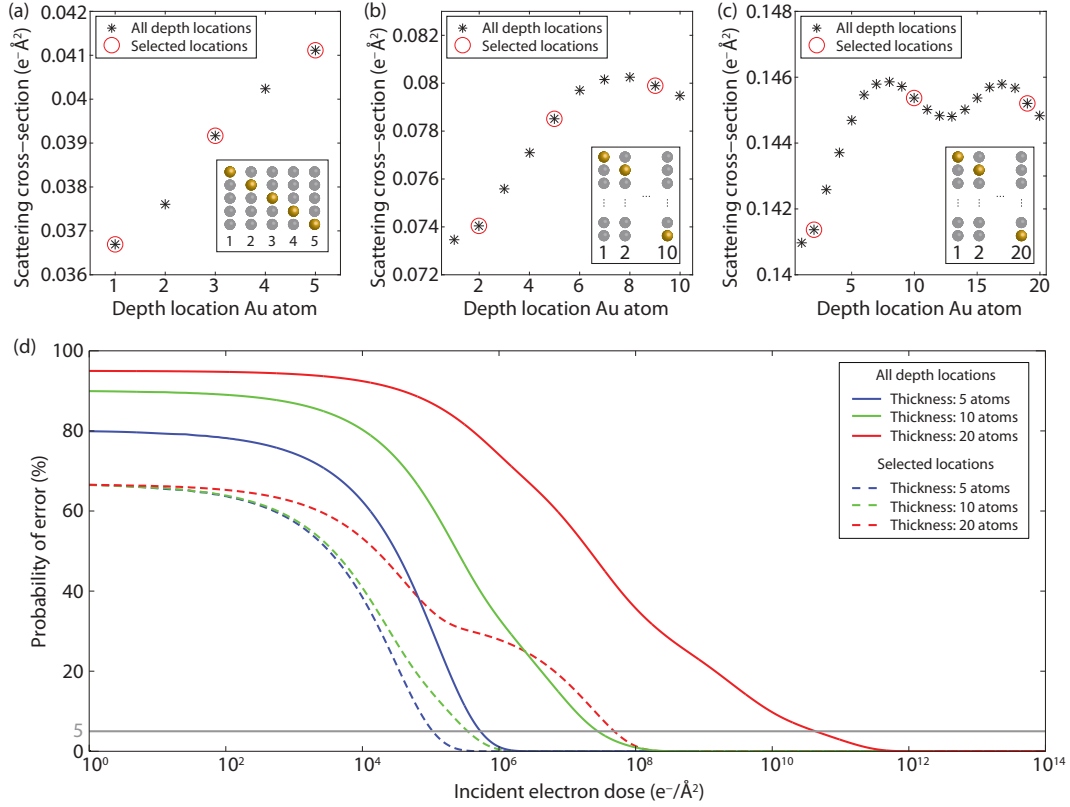 (a)
0.042
0.041
0.04
0.039
0.038
0.037
0.036
Scattering cross−section (e⁻Å²)
All depth locations
Selected locations
1 2 3 4 5
1 2 3 4 5
Depth location Au atom
(b)
0.082
0.08
0.078
0.076
0.074
0.072
Scattering cross−section (e⁻Å²)
All depth locations
Selected locations
...
1 2 10
2 4 6 8 10
Depth location Au atom
(c)
0.148
0.146
0.144
0.142
0.14
Scattering cross−section (e⁻Å²)
All depth locations
Selected locations
...
1 2 20
5 10 15 20
Depth location Au atom
(d)
100
80
60
40
20
5
0
Probability of error (%)
All depth locations
Thickness: 5 atoms
Thickness: 10 atoms
Thickness: 20 atoms
Selected locations
Thickness: 5 atoms
Thickness: 10 atoms
Thickness: 20 atoms
10⁰ 10² 10⁴ 10⁶ 10⁸ 10¹⁰ 10¹² 10¹⁴
Incident electron dose (e⁻/Å²)